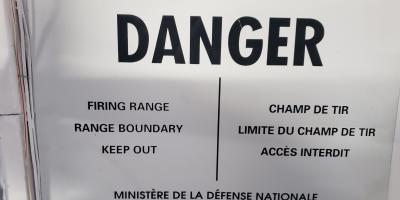 DANGER
FIRING RANGE
RANGE BOUNDARY
KEEP OUT
CHAMP DE TIR
LIMITE DU CHAMP DE TIR
ACCÈS INTERDIT
MINISTÈRE DE LA DÉFENSE NATIONALE